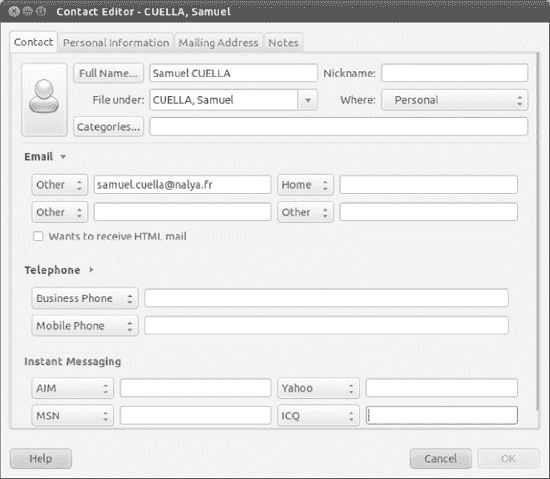 Contact Editor - CUELLA, Samuel
Contact Personal Information Mailing Address Notes
Full Name... Samuel CUELLA Nickname:
File under: CUELLA, Samuel Where: Personal
Categories...
Email
Other samuel.cuella@nalya.fr Home
Other Other
Wants to receive HTML mail
Telephone
Business Phone
Mobile Phone
Instant Messaging
AIM Yahoo
MSN ICQ
Help Cancel OK